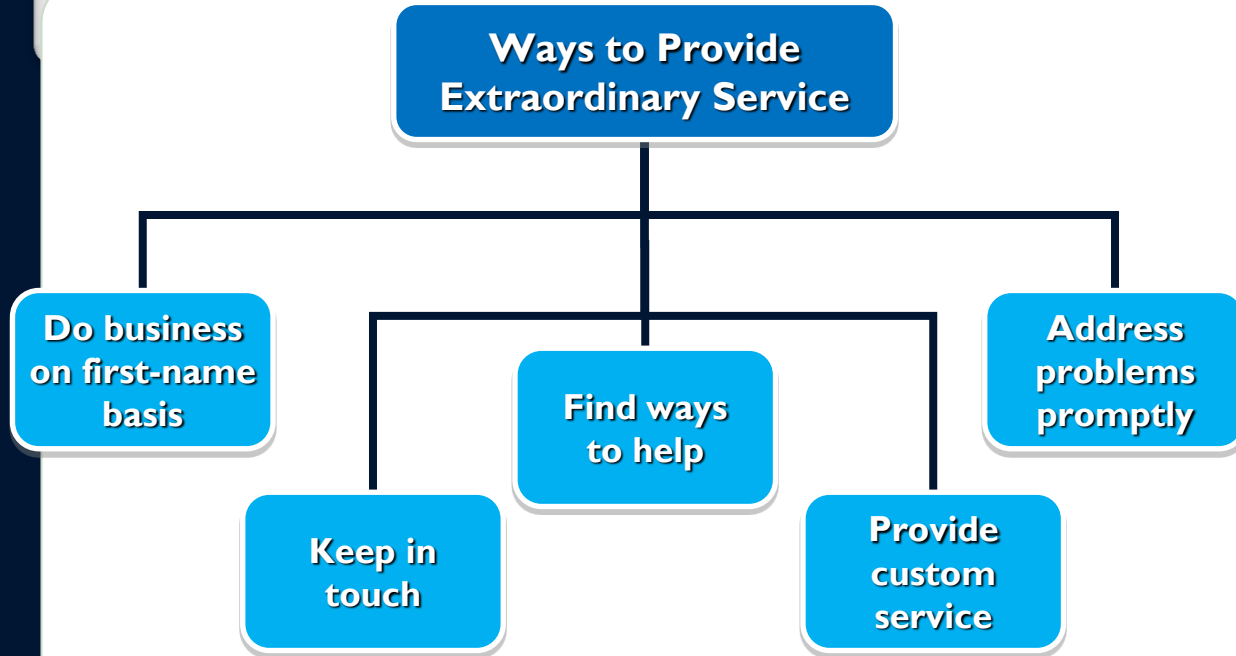 Ways to Provide
Extraordinary Service
Do business
on first-name
basis
Keep in
touch
Find ways
to help
Provide
custom
service
Address
problems
promptly